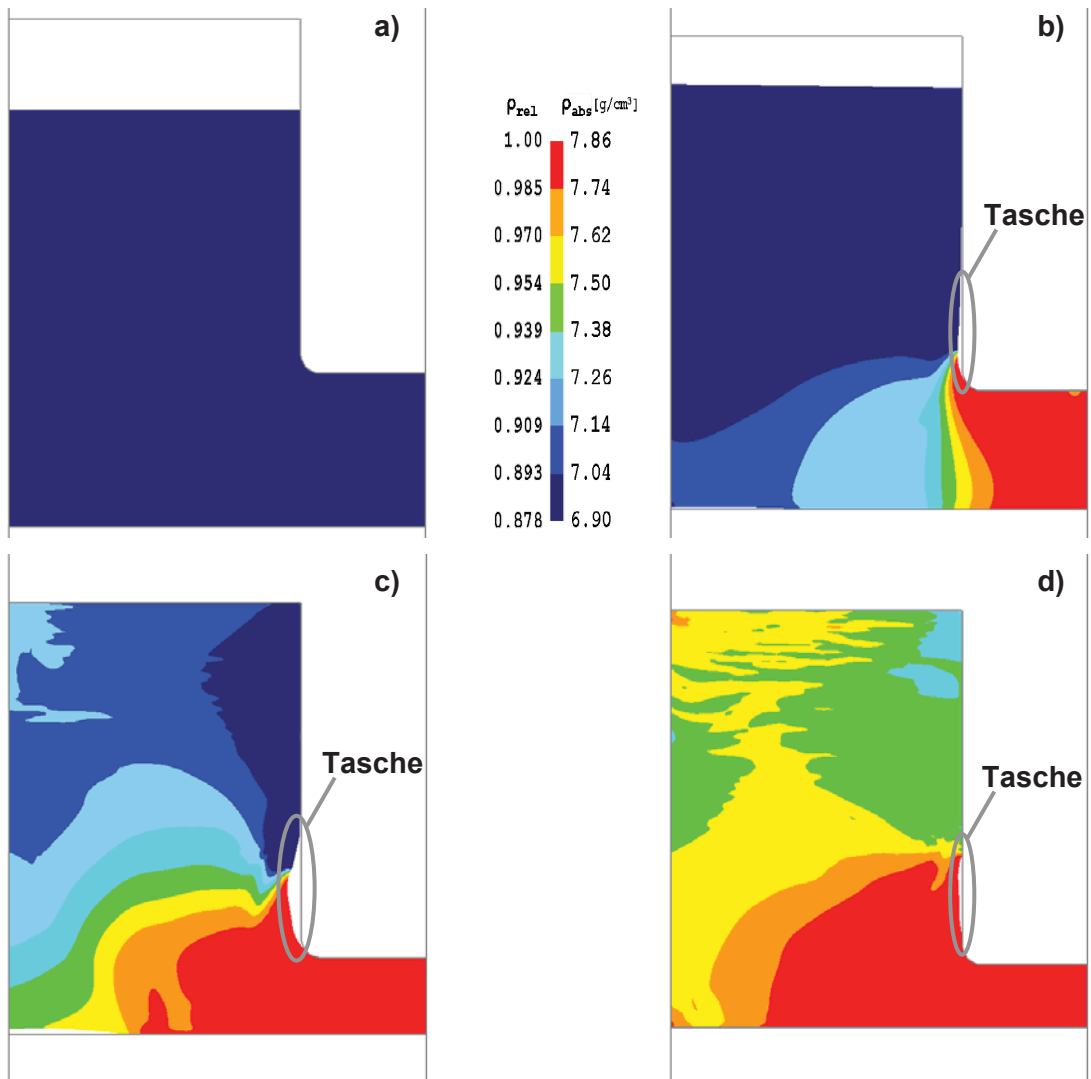 a)
b)
ρrel ρabs[g/cm³]
1.00 7.86
0.985 7.74
0.970 7.62
0.954 7.50
0.939 7.38
0.924 7.26
0.909 7.14
0.893 7.04
0.878 6.90
Tasche
c)
d)
Tasche
Tasche